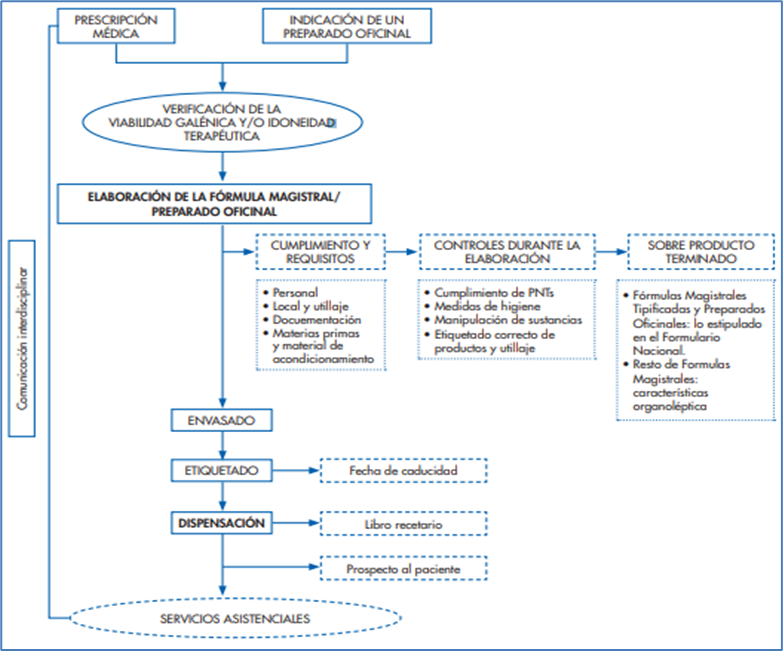 PRESCRIPCIÓN
MÉDICA
INDICACIÓN DE UN
PREPARADO OFICINAL
VERIFICACIÓN DE LA
VIABILIDAD GALÉNICA Y/O IDONEIDAD
TERAPÉUTICA
ELABORACIÓN DE LA FÓRMULA MAGISTRAL/
PREPARADO OFICINAL
Comunicación interdisciplinar
CUMPLIMIENTO Y
REQUISITOS
• Personal
• Local y utillaje
• Docuementación
• Materias primas
y material de
acondicionamiento
CONTROLES DURANTE LA
ELABORACIÓN
• Cumplimiento de PNTs
• Medidas de higiene
• Manipulación de sustancias
• Etiquetado correcto de
productos y utillaje
SOBRE PRODUCTO
TERMINADO
• Fórmulas Magistrales
Tipificadas y Preparados
Oficinales: lo estipulado
en el Formulario
Nacional.
• Resto de Formulas
Magistrales:
características
organoléptica
ENVASADO
ETIQUETADO
Fecha de caducidad
DISPENSACIÓN
Libro recetario
Prospecto al paciente
SERVICIOS ASISTENCIALES